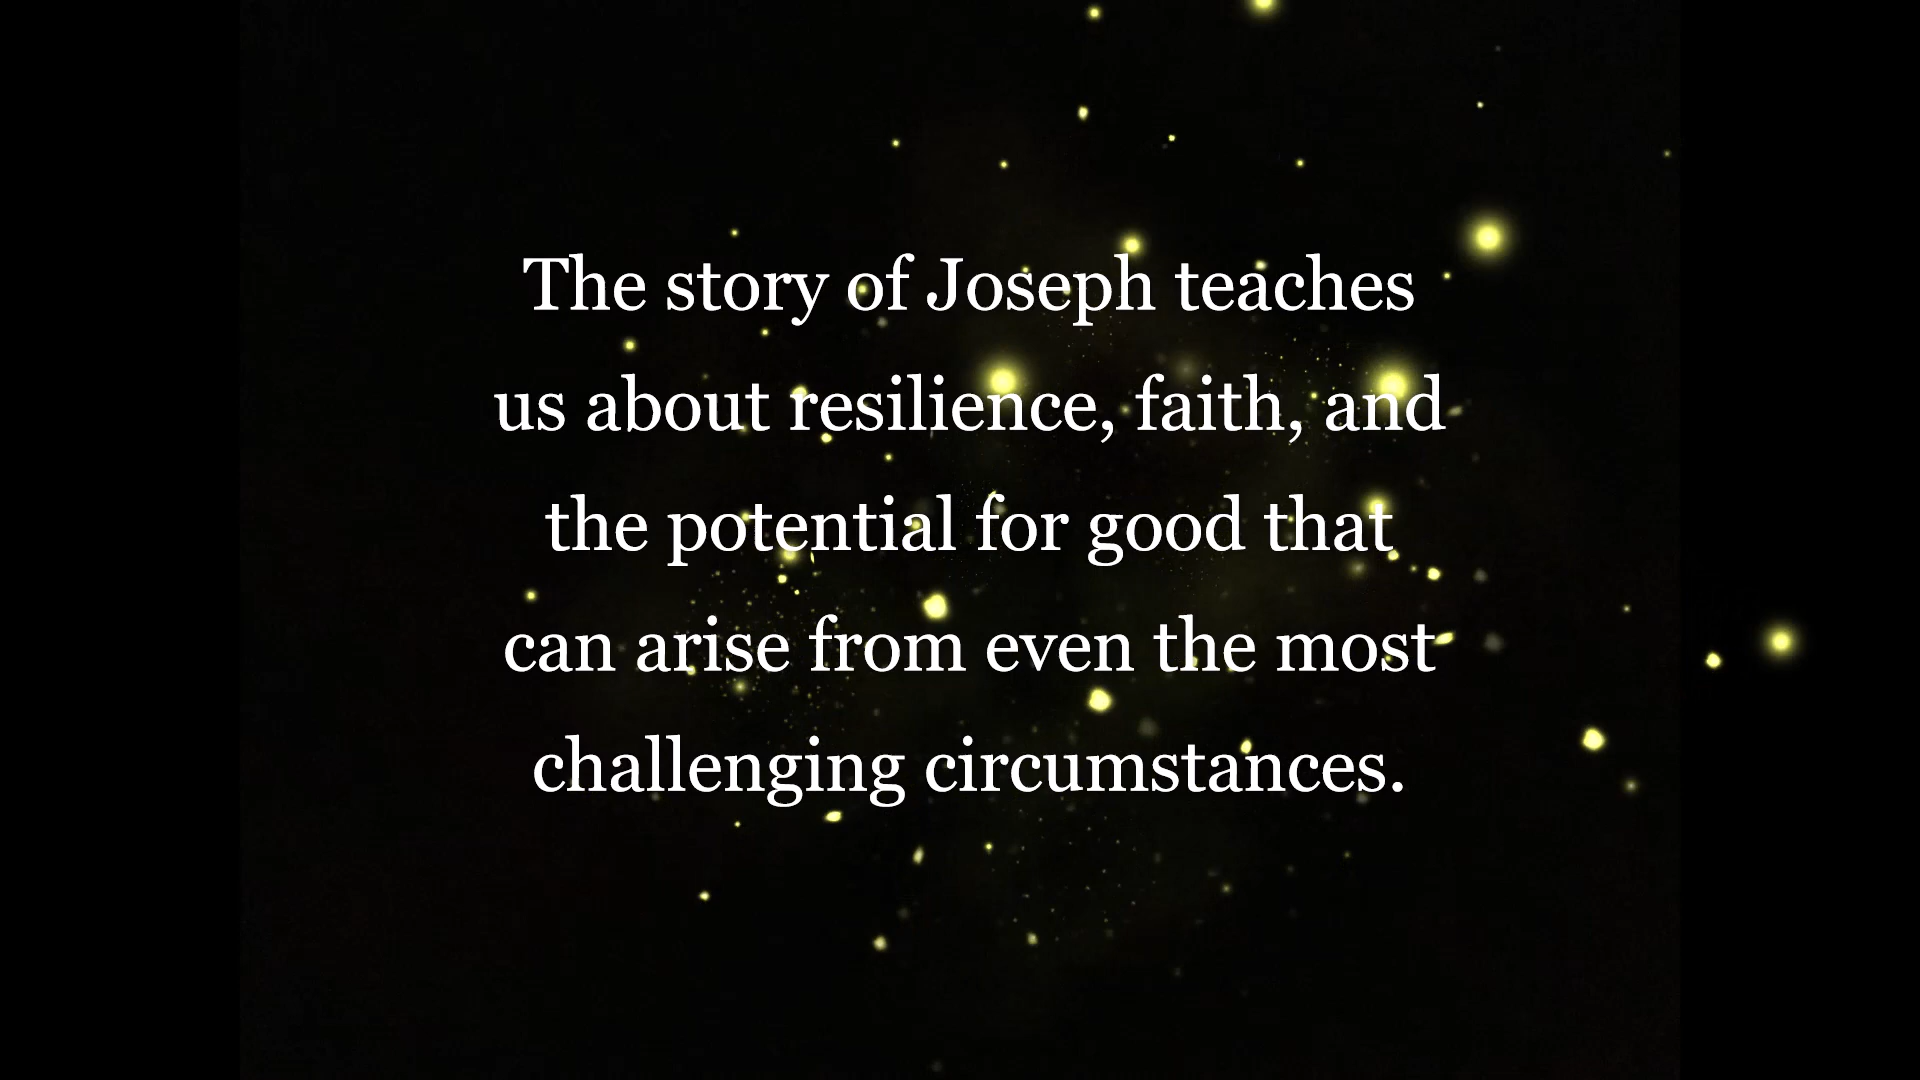 The story of Joseph teaches
us about resilience, faith, and
the potential for good that
can arise from even the most
challenging circumstances.